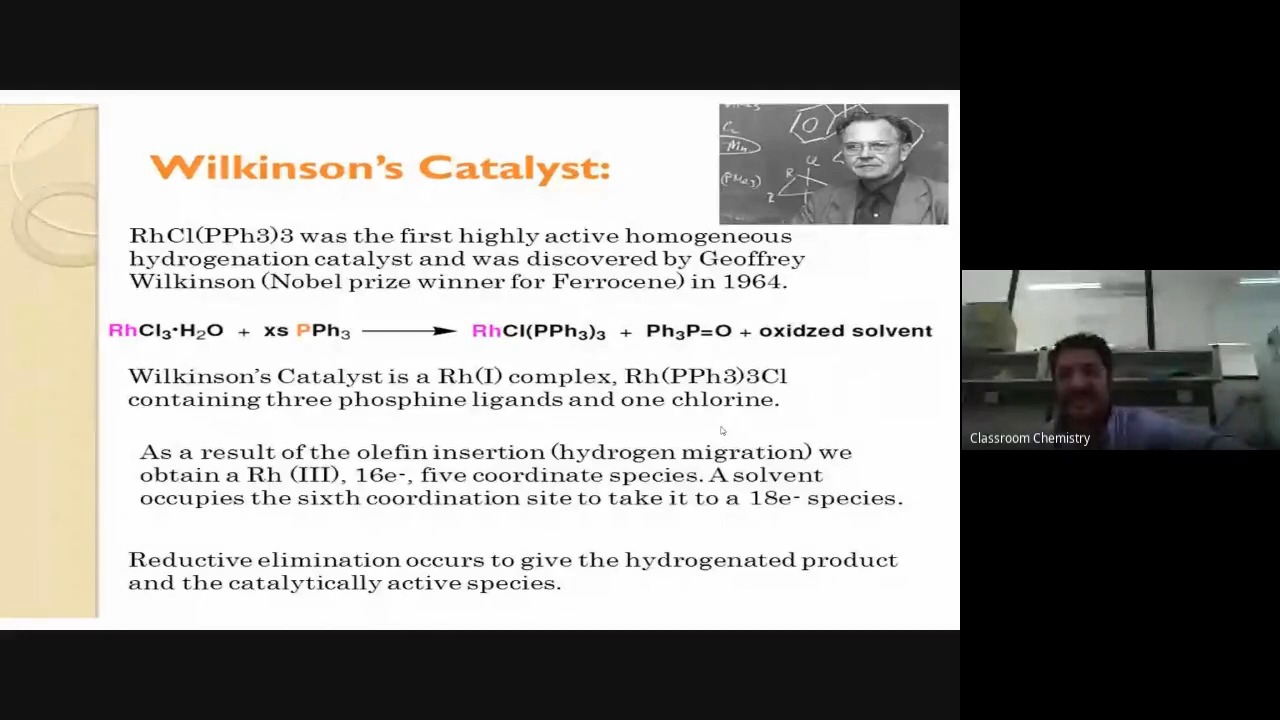 Wilkinson's Catalyst:
RhCl(PPh3)3 was the first highly active homogeneous
hydrogenation catalyst and was discovered by Geoffrey
Wilkinson (Nobel prize winner for Ferrocene) in 1964.
RhCl₃·H₂O + xs PPh₃ ⟶ RhCl(PPh₃)₃ + Ph₃P=O + oxidzed solvent
Wilkinson's Catalyst is a Rh(I) complex, Rh(PPh3)3Cl
containing three phosphine ligands and one chlorine.
As a result of the olefin insertion (hydrogen migration) we
obtain a Rh (III), 16e-, five coordinate species. A solvent
occupies the sixth coordination site to take it to a 18e- species.
Reductive elimination occurs to give the hydrogenated product
and the catalytically active species.
Classroom Chemistry